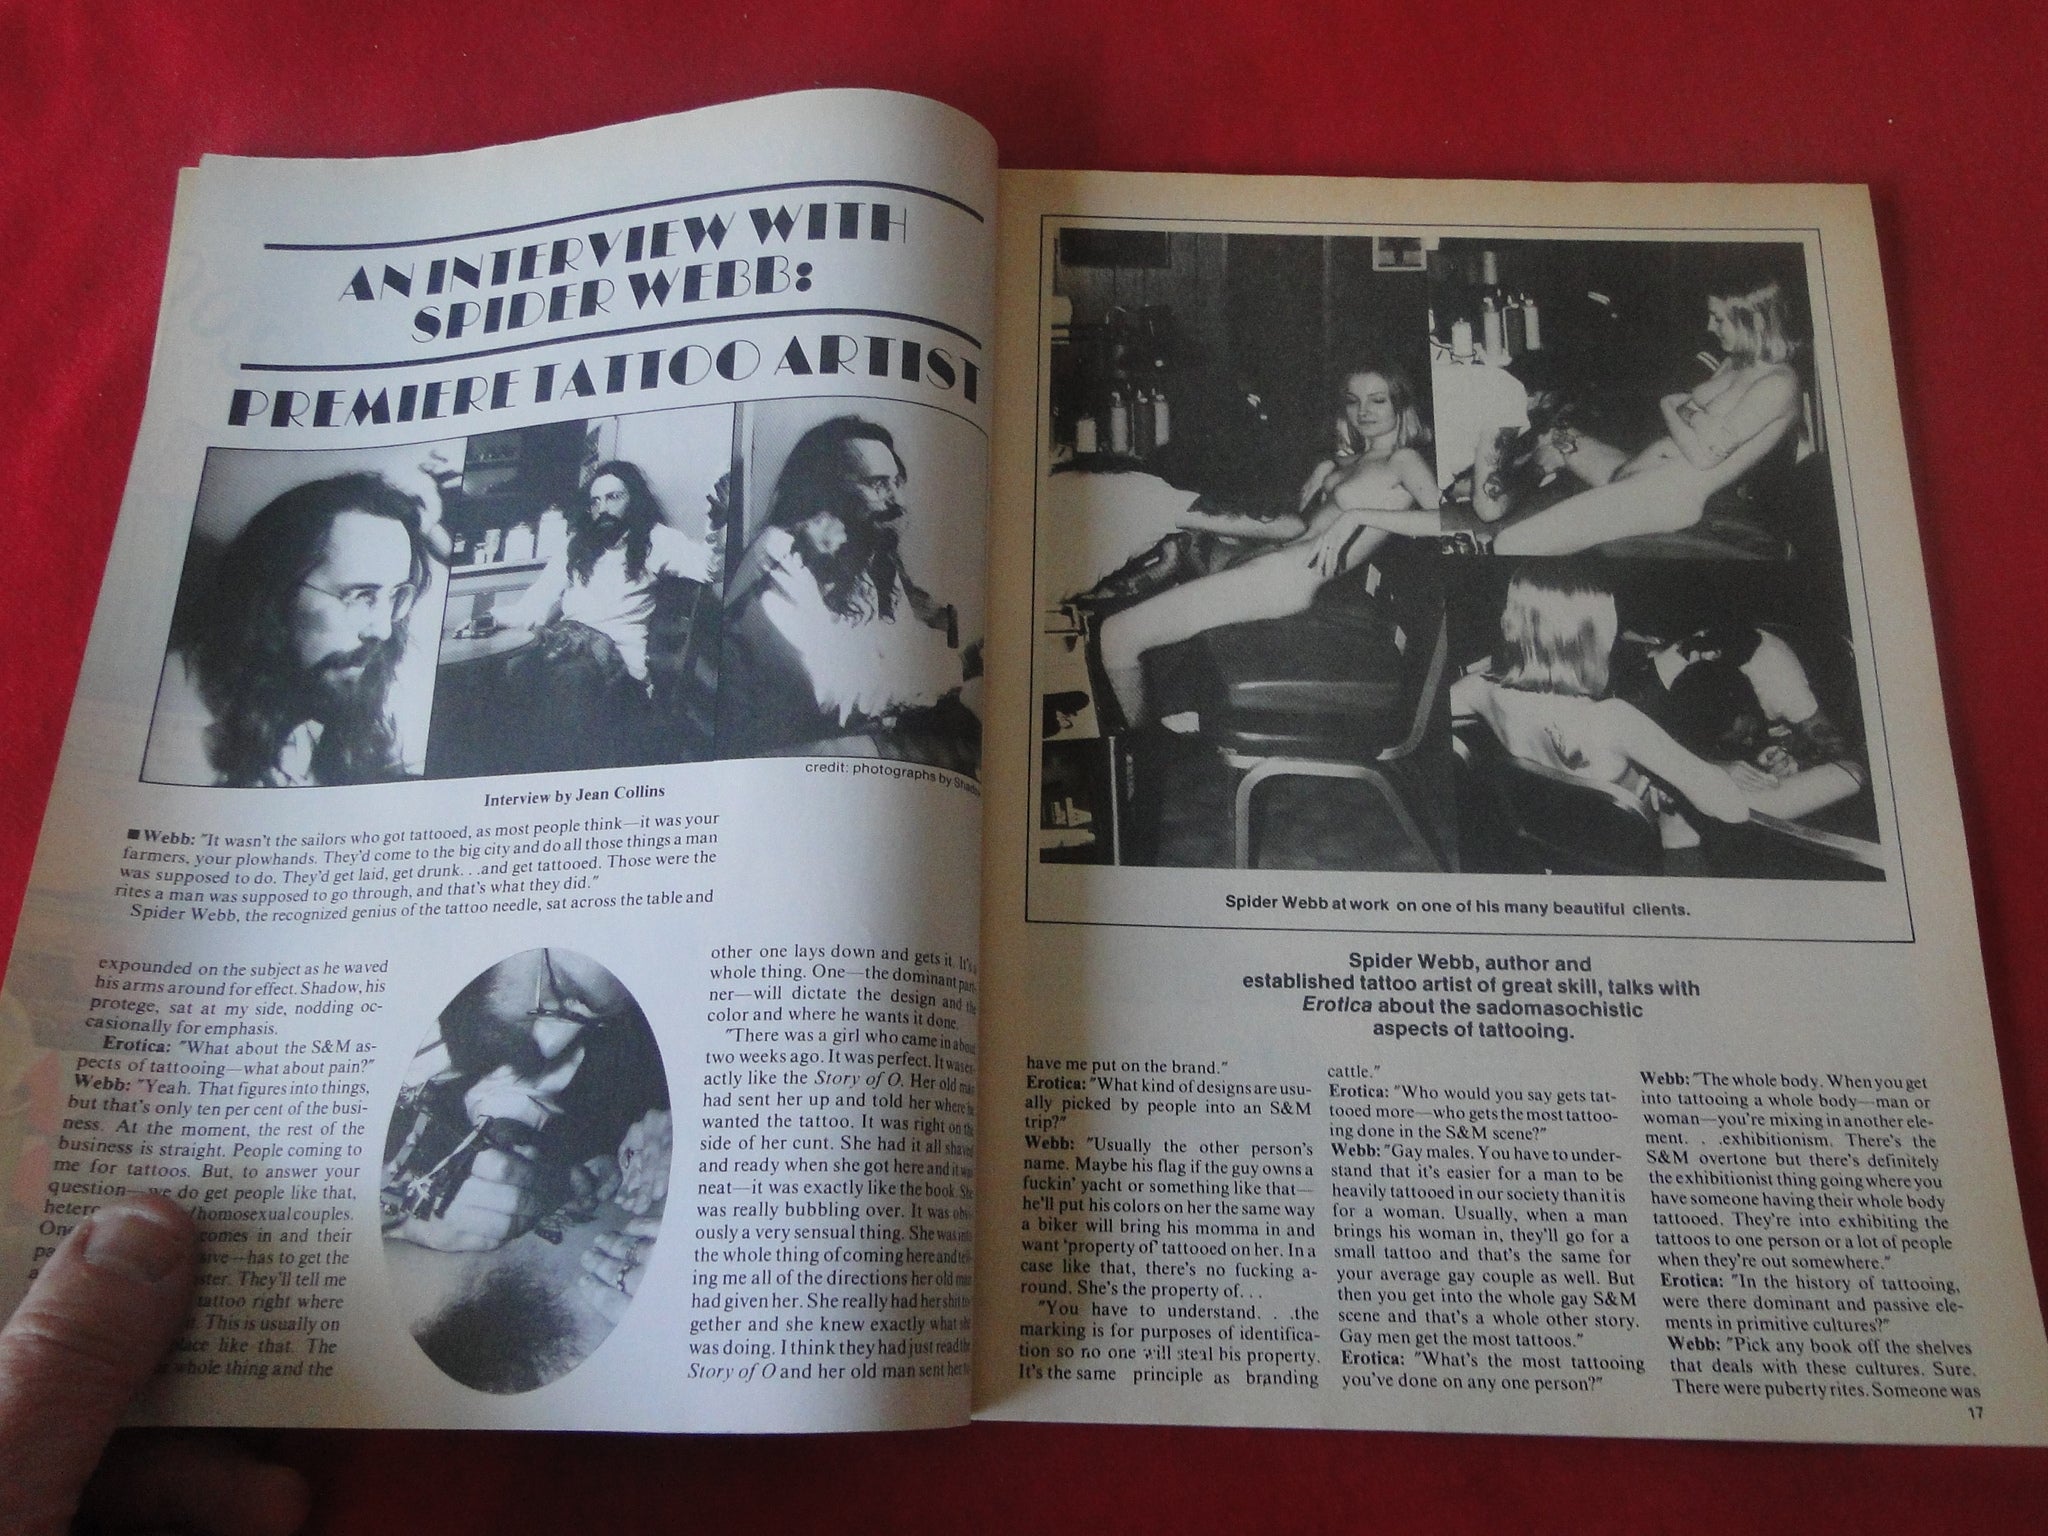 AN INTERVIEW WITH
SPIDER WEBB:
PREMIERE TATTOO ARTIST
credit: photographs by
Interview by Jean Collins
■ Webb: "It wasn't the sailors who got tattooed, as most people think—it was your
farmers, your plowhands. They'd come to the big city and do all those things a man
was supposed to do. They'd get laid, get drunk. . .and get tattooed. Those were the
rites a man was supposed to go through, and that's what they did."
Spider Webb, the recognized genius of the tattoo needle, sat across the table and
expounded on the subject as he waved
his arms around for effect. Shadow, his
protege, sat at my side, nodding oc-
casionally for emphasis.
Erotica: "What about the S&M as-
pects of tattooing—what about pain?"
Webb: "Yeah. That figures into things,
but that's only ten per cent of the busi-
ness. At the moment, the rest of the
business is straight. People coming to
me for tattoos. But, to answer your
question—we do get people like that,
/homosexual couples.
comes in and their
—has to get the
They'll tell me
tattoo right where
This is usually on
like that. The
whole thing and the
other one lays down and gets it. It's a
whole thing. One—the dominant part-
ner—will dictate the design and the
color and where he wants it done.
"There was a girl who came in about
two weeks ago. It was perfect. It was ex-
actly like the Story of O. Her old man
had sent her up and told her where he
wanted the tattoo. It was right on the
side of her cunt. She had it all shaved
and ready when she got here and it was
neat—it was exactly like the book. She
was really bubbling over. It was obvi-
ously a very sensual thing. She was into
the whole thing of coming here and tell-
ing me all of the directions her old man
had given her. She really had her shit to-
gether and she knew exactly what she
was doing. I think they had just read the
Story of O and her old man sent her to
Spider Webb at work on one of his many beautiful clients.
Spider Webb, author and
established tattoo artist of great skill, talks with
Erotica about the sadomasochistic
aspects of tattooing.
have me put on the brand."
Erotica: "What kind of designs are usu-
ally picked by people into an S&M
trip?"
Webb: "Usually the other person's
name. Maybe his flag if the guy owns a
fuckin' yacht or something like that—
he'll put his colors on her the same way
a biker will bring his momma in and
want 'property of' tattooed on her. In a
case like that, there's no fucking a-
round. She's the property of. . .
"You have to understand. . .the
marking is for purposes of identifica-
tion so no one will steal his property.
It's the same principle as branding
cattle."
Erotica: "Who would you say gets tat-
tooed more—who gets the most tattoo-
ing done in the S&M scene?"
Webb: "Gay males. You have to under-
stand that it's easier for a man to be
heavily tattooed in our society than it is
for a woman. Usually, when a man
brings his woman in, they'll go for a
small tattoo and that's the same for
your average gay couple as well. But
then you get into the whole gay S&M
scene and that's a whole other story.
Gay men get the most tattoos."
Erotica: "What's the most tattooing
you've done on any one person?"
Webb: "The whole body. When you get
into tattooing a whole body—man or
woman—you're mixing in another ele-
ment. . .exhibitionism. There's the
S&M overtone but there's definitely
the exhibitionist thing going where you
have someone having their whole body
tattooed. They're into exhibiting the
tattoos to one person or a lot of people
when they're out somewhere."
Erotica: "In the history of tattooing,
were there dominant and passive ele-
ments in primitive cultures?"
Webb: "Pick any book off the shelves
that deals with these cultures. Sure.
There were puberty rites. Someone was
17